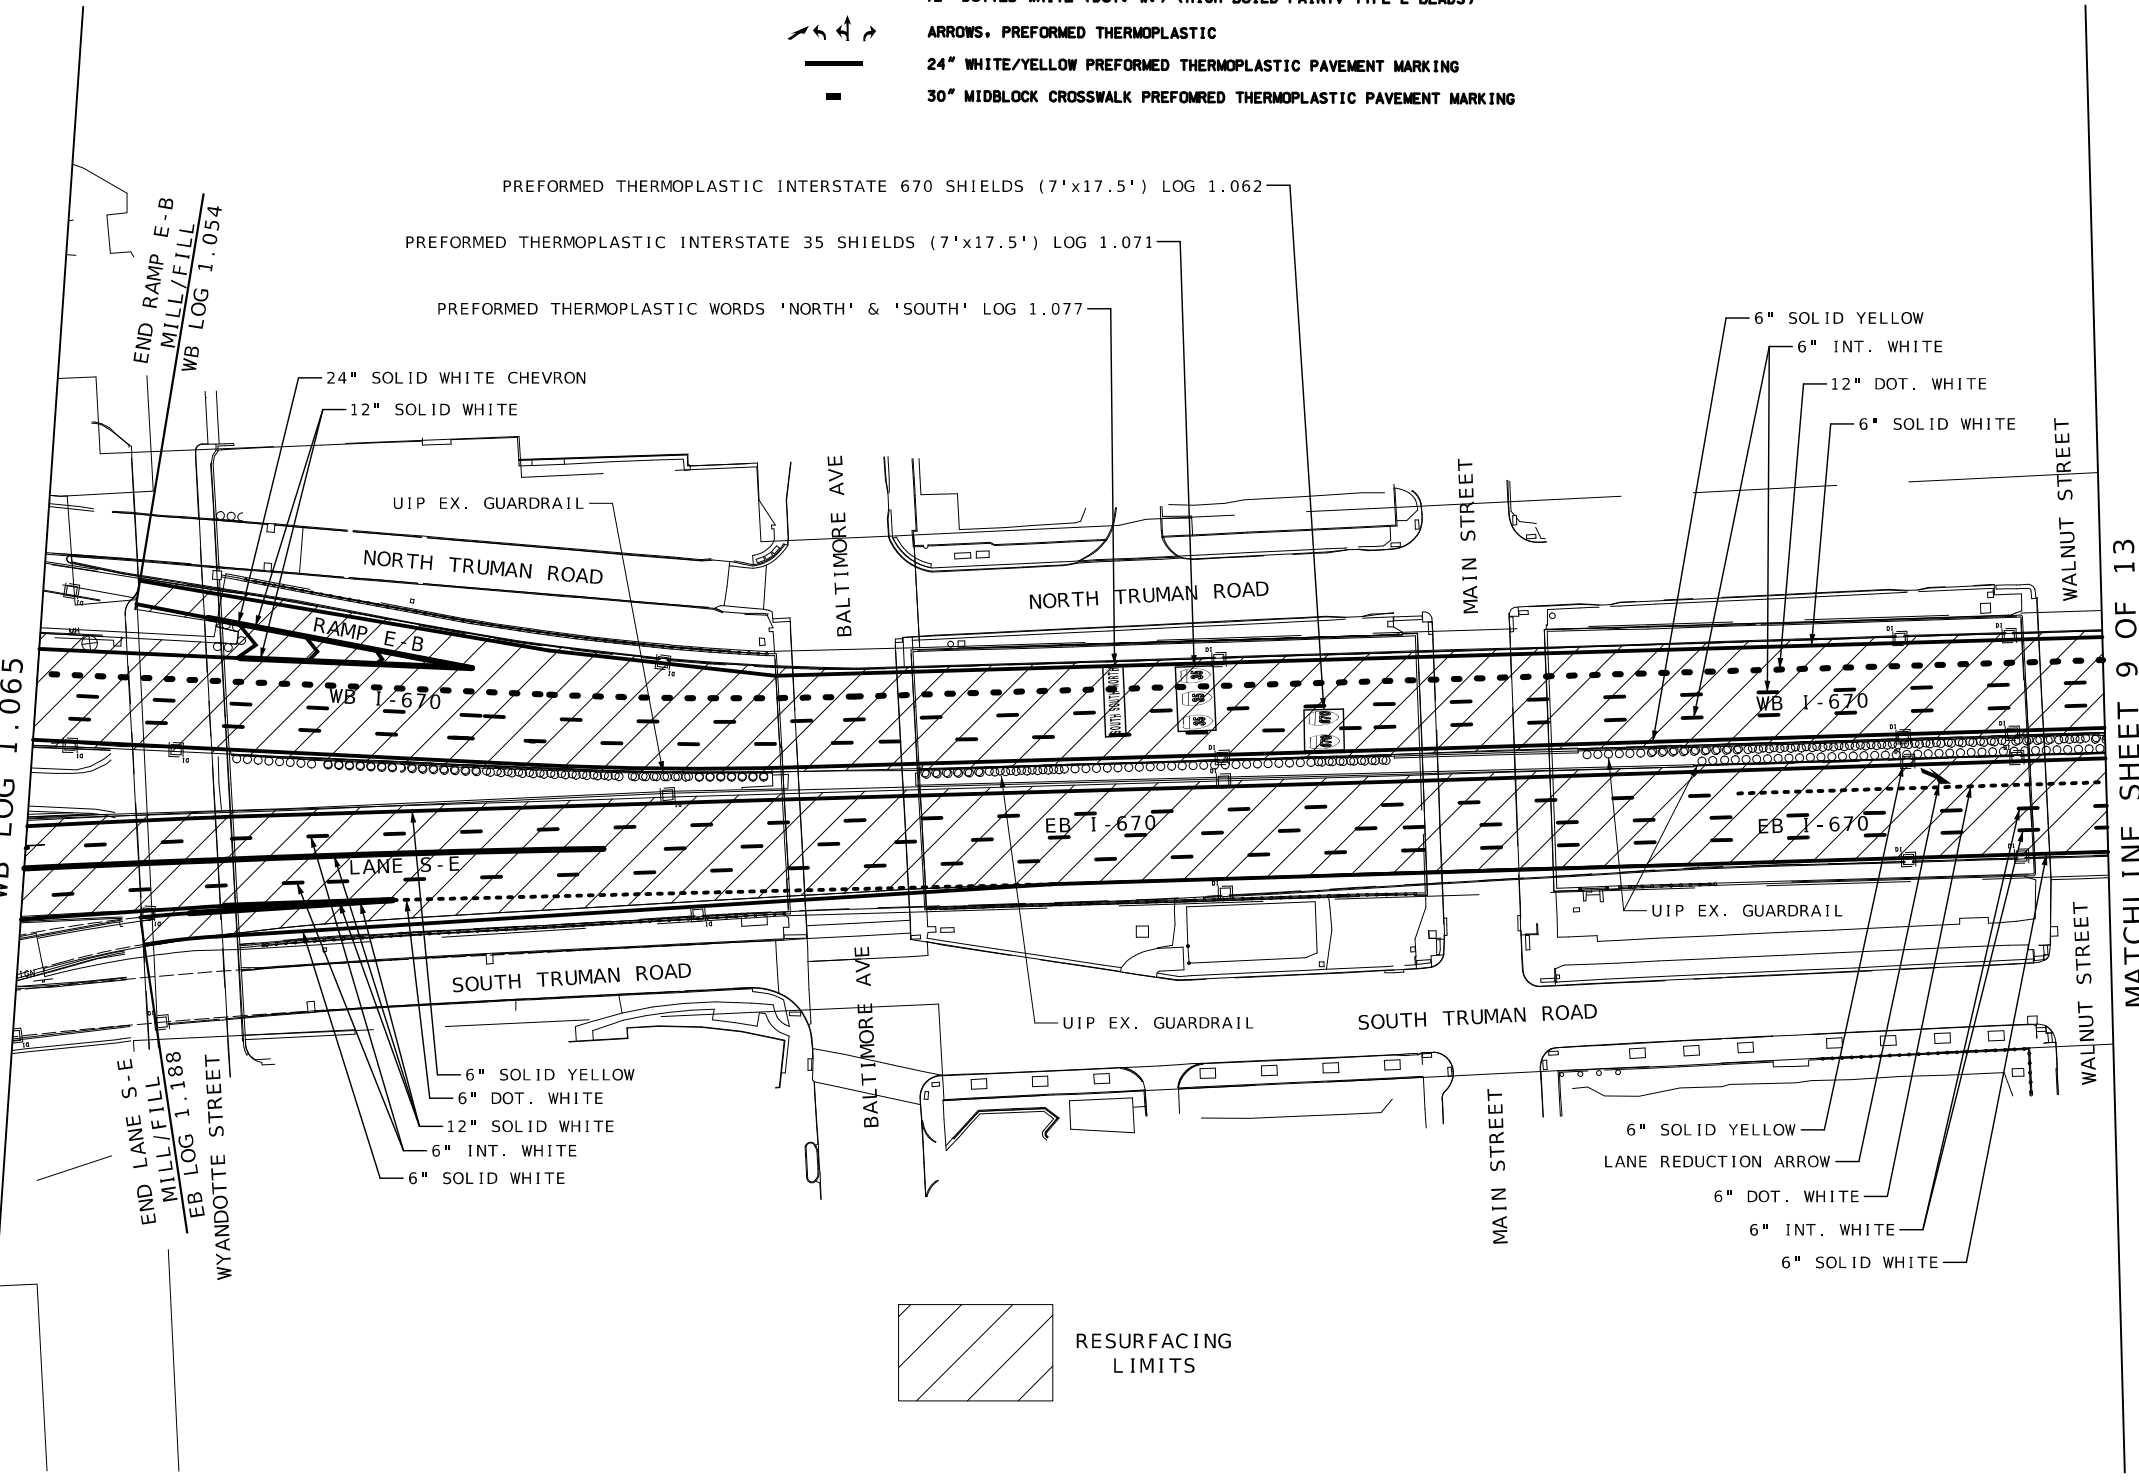 ARROWS, PREFORMED THERMOPLASTIC
24" WHITE/YELLOW PREFORMED THERMOPLASTIC PAVEMENT MARKING
30" MIDBLOCK CROSSWALK PREFOMRED THERMOPLASTIC PAVEMENT MARKING
PREFORMED THERMOPLASTIC INTERSTATE 670 SHIELDS (7'x17.5') LOG 1.062
PREFORMED THERMOPLASTIC INTERSTATE 35 SHIELDS (7'x17.5') LOG 1.071
PREFORMED THERMOPLASTIC WORDS 'NORTH' & 'SOUTH' LOG 1.077
END RAMP E-B
MILL/FILL
WB LOG 1.054
24" SOLID WHITE CHEVRON
12" SOLID WHITE
UIP EX. GUARDRAIL
6" SOLID YELLOW
6" INT. WHITE
12" DOT. WHITE
6" SOLID WHITE
NORTH TRUMAN ROAD
BALTIMORE AVE
NORTH TRUMAN ROAD
MAIN STREET
WALNUT STREET
RAMP E-B
WB I-670
SOUTH SOUTH NORTH
35
35
35
670
670
WB I-670
WB LOG 1.065
MATCHLINE SHEET 9 OF 13
EB I-670
EB I-670
LANE S-E
UIP EX. GUARDRAIL
SOUTH TRUMAN ROAD
BALTIMORE AVE
UIP EX. GUARDRAIL
SOUTH TRUMAN ROAD
WALNUT STREET
MAIN STREET
END LANE S-E
MILL/FILL
EB LOG 1.188
WYANDOTTE STREET
6" SOLID YELLOW
6" DOT. WHITE
12" SOLID WHITE
6" INT. WHITE
6" SOLID WHITE
6" SOLID YELLOW
LANE REDUCTION ARROW
6" DOT. WHITE
6" INT. WHITE
6" SOLID WHITE
RESURFACING
LIMITS